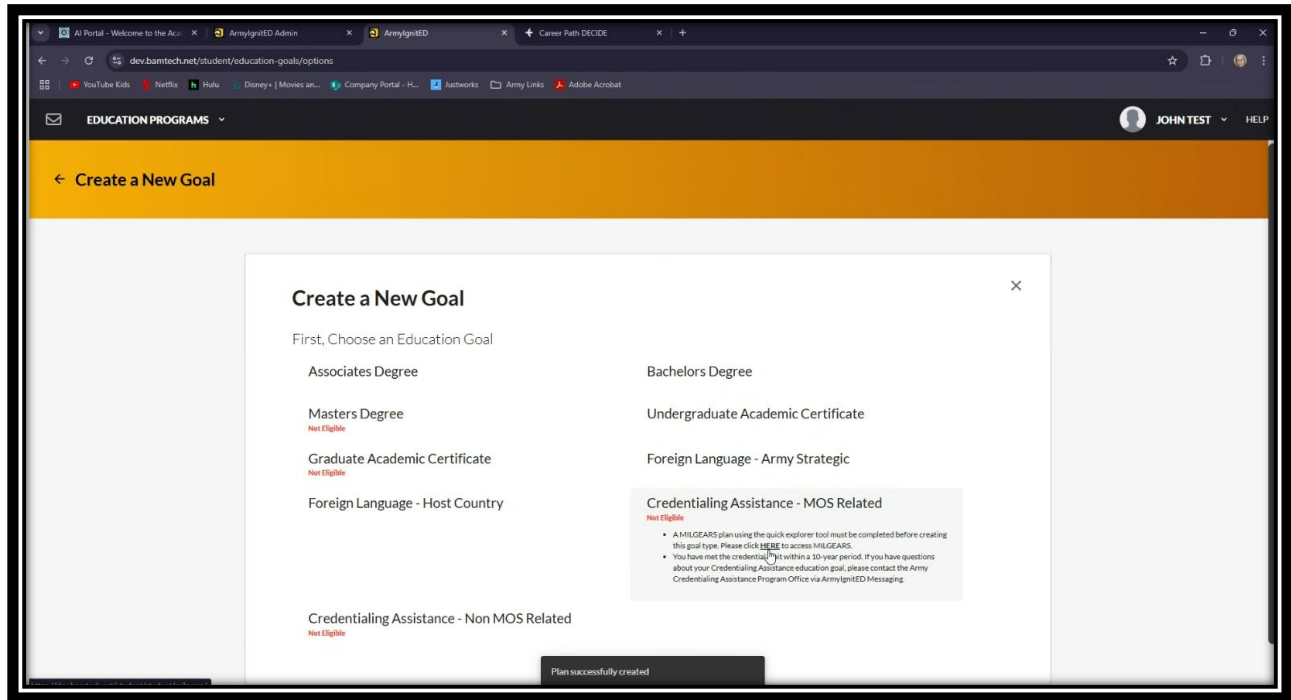 AI Portal - Welcome to the Aca
ArmyIgnitED Admin
ArmyIgnitED
Career Path DECIDE
dev.bamtech.net/student/education-goals/options
YouTube Kids
Netflix
Hulu
Disney+ | Movies an...
Company Portal - H...
Justworks
Army Links
Adobe Acrobat
EDUCATION PROGRAMS
JOHN TEST
HELP
← Create a New Goal
Create a New Goal
First, Choose an Education Goal
Associates Degree
Bachelors Degree
Masters Degree
Not Eligible
Undergraduate Academic Certificate
Graduate Academic Certificate
Not Eligible
Foreign Language - Army Strategic
Foreign Language - Host Country
Credentialing Assistance - MOS Related
Not Eligible
• A MILGEARS plan using the quick explorer tool must be completed before creating
this goal type. Please click HERE to access MILGEARS.
• You have met the credential within a 10-year period. If you have questions
about your Credentialing Assistance education goal, please contact the Army
Credentialing Assistance Program Office via ArmyIgnitED Messaging.
Credentialing Assistance - Non MOS Related
Not Eligible
Plan successfully created